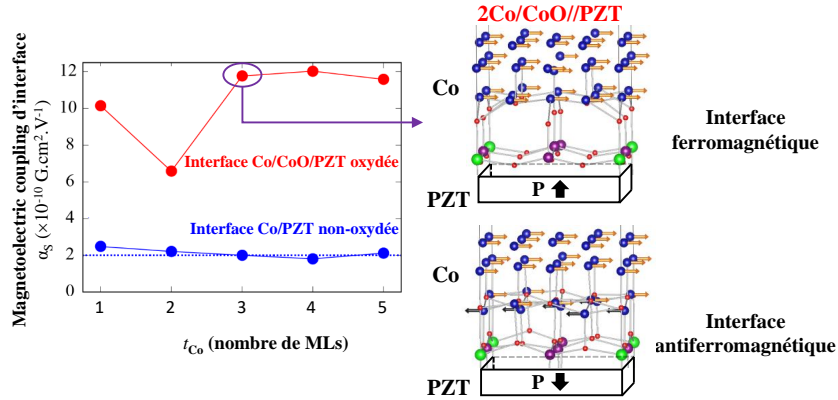 2Co/CoO//PZT
Magnetoelectric coupling d'interface
α_S (×10⁻¹⁰ G.cm².V⁻¹)
12
10
8
6
4
2
0
1
2
3
4
5
t_Co (nombre de MLs)
Interface Co/CoO/PZT oxydée
Interface Co/PZT non-oxydée
Co
PZT
P
Interface
ferromagnétique
Co
PZT
P
Interface
antiferromagnétique